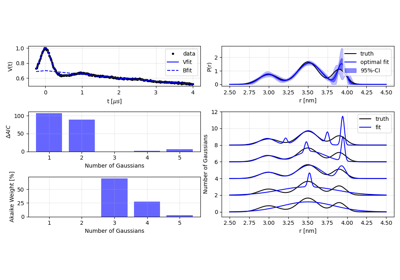 V(t)
1.0
0.8
0.6
data
Vfit
Bfit
0 1 2 3 4
t [μs]
P(r)
2
1
0
truth
optimal fit
95%-CI
2.50 2.75 3.00 3.25 3.50 3.75 4.00 4.25 4.50
r [nm]
ΔAIC
100
50
0
1 2 3 4 5
Number of Gaussians
Akaike Weight [%]
60
40
20
0
1 2 3 4 5
Number of Gaussians
Number of Gaussians
12
10
8
6
4
2
0
truth
fit
2.50 2.75 3.00 3.25 3.50 3.75 4.00 4.25 4.50
r [nm]